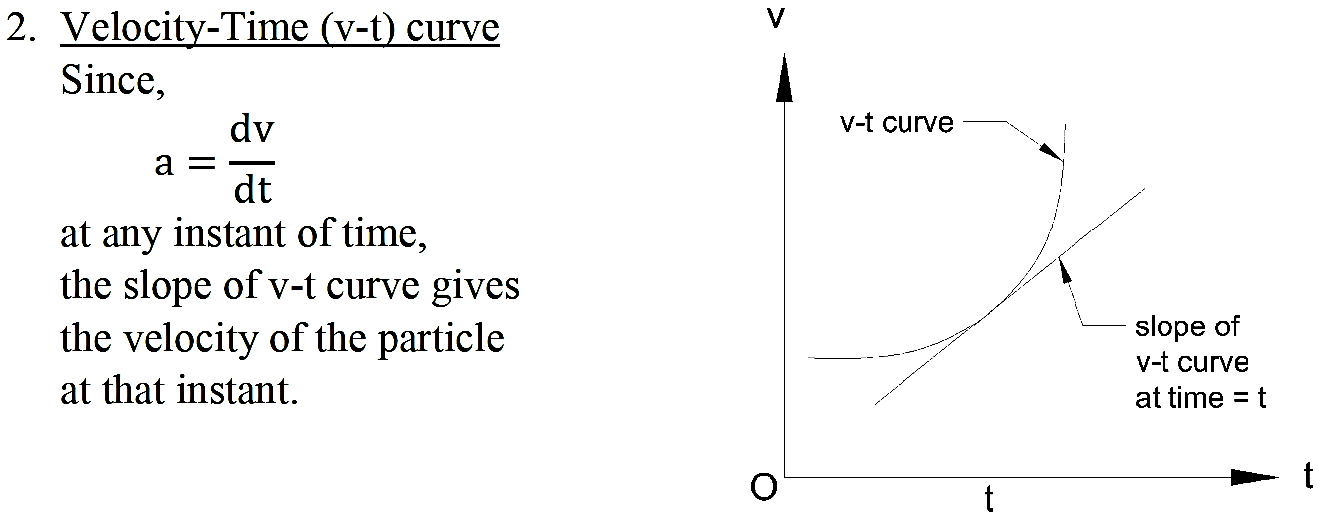 2. Velocity-Time (v-t) curve
Since,
a = dv/dt
at any instant of time,
the slope of v-t curve gives
the velocity of the particle
at that instant.
v
v-t curve
slope of
v-t curve
at time = t
O
t
t